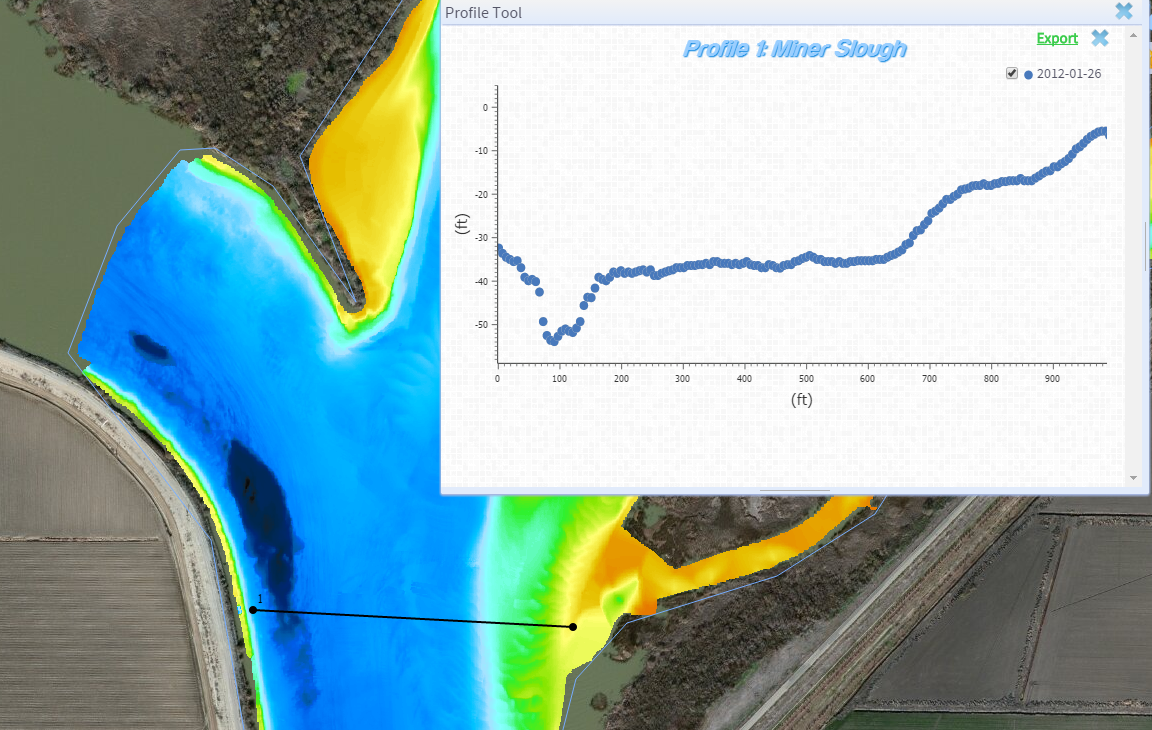 Profile Tool
Profile 1: Miner Slough
Export
2012-01-26
0
-10
-20
-30
-40
-50
(ft)
0 100 200 300 400 500 600 700 800 900
(ft)
1